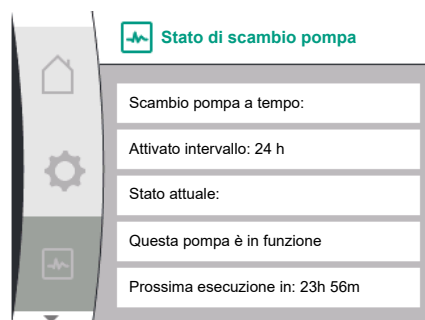 Stato di scambio pompa
Scambio pompa a tempo:
Attivato intervallo: 24 h
Stato attuale:
Questa pompa è in funzione
Prossima esecuzione in: 23h 56m